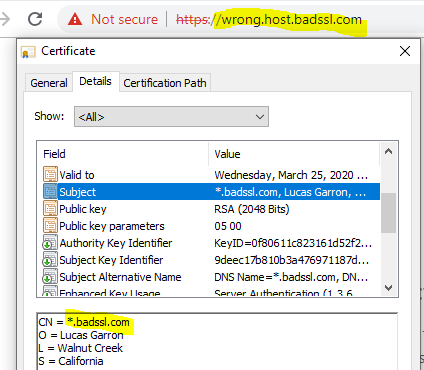 Not secure https://wrong.host.badssl.com
Certificate
General Details Certification Path
Show: <All>
Field Value
Valid to Wednesday, March 25, 2020 ...
Subject *.badssl.com, Lucas Garron, ...
Public key RSA (2048 Bits)
Public key parameters 05 00
Authority Key Identifier KeyID=0f80611c823161d52f2...
Subject Key Identifier 9deec17b810b3a476971187d...
Subject Alternative Name DNS Name=*.badssl.com, DN...
Enhanced Key Usage Server Authentication (1.3.6
CN = *.badssl.com
O = Lucas Garron
L = Walnut Creek
S = California